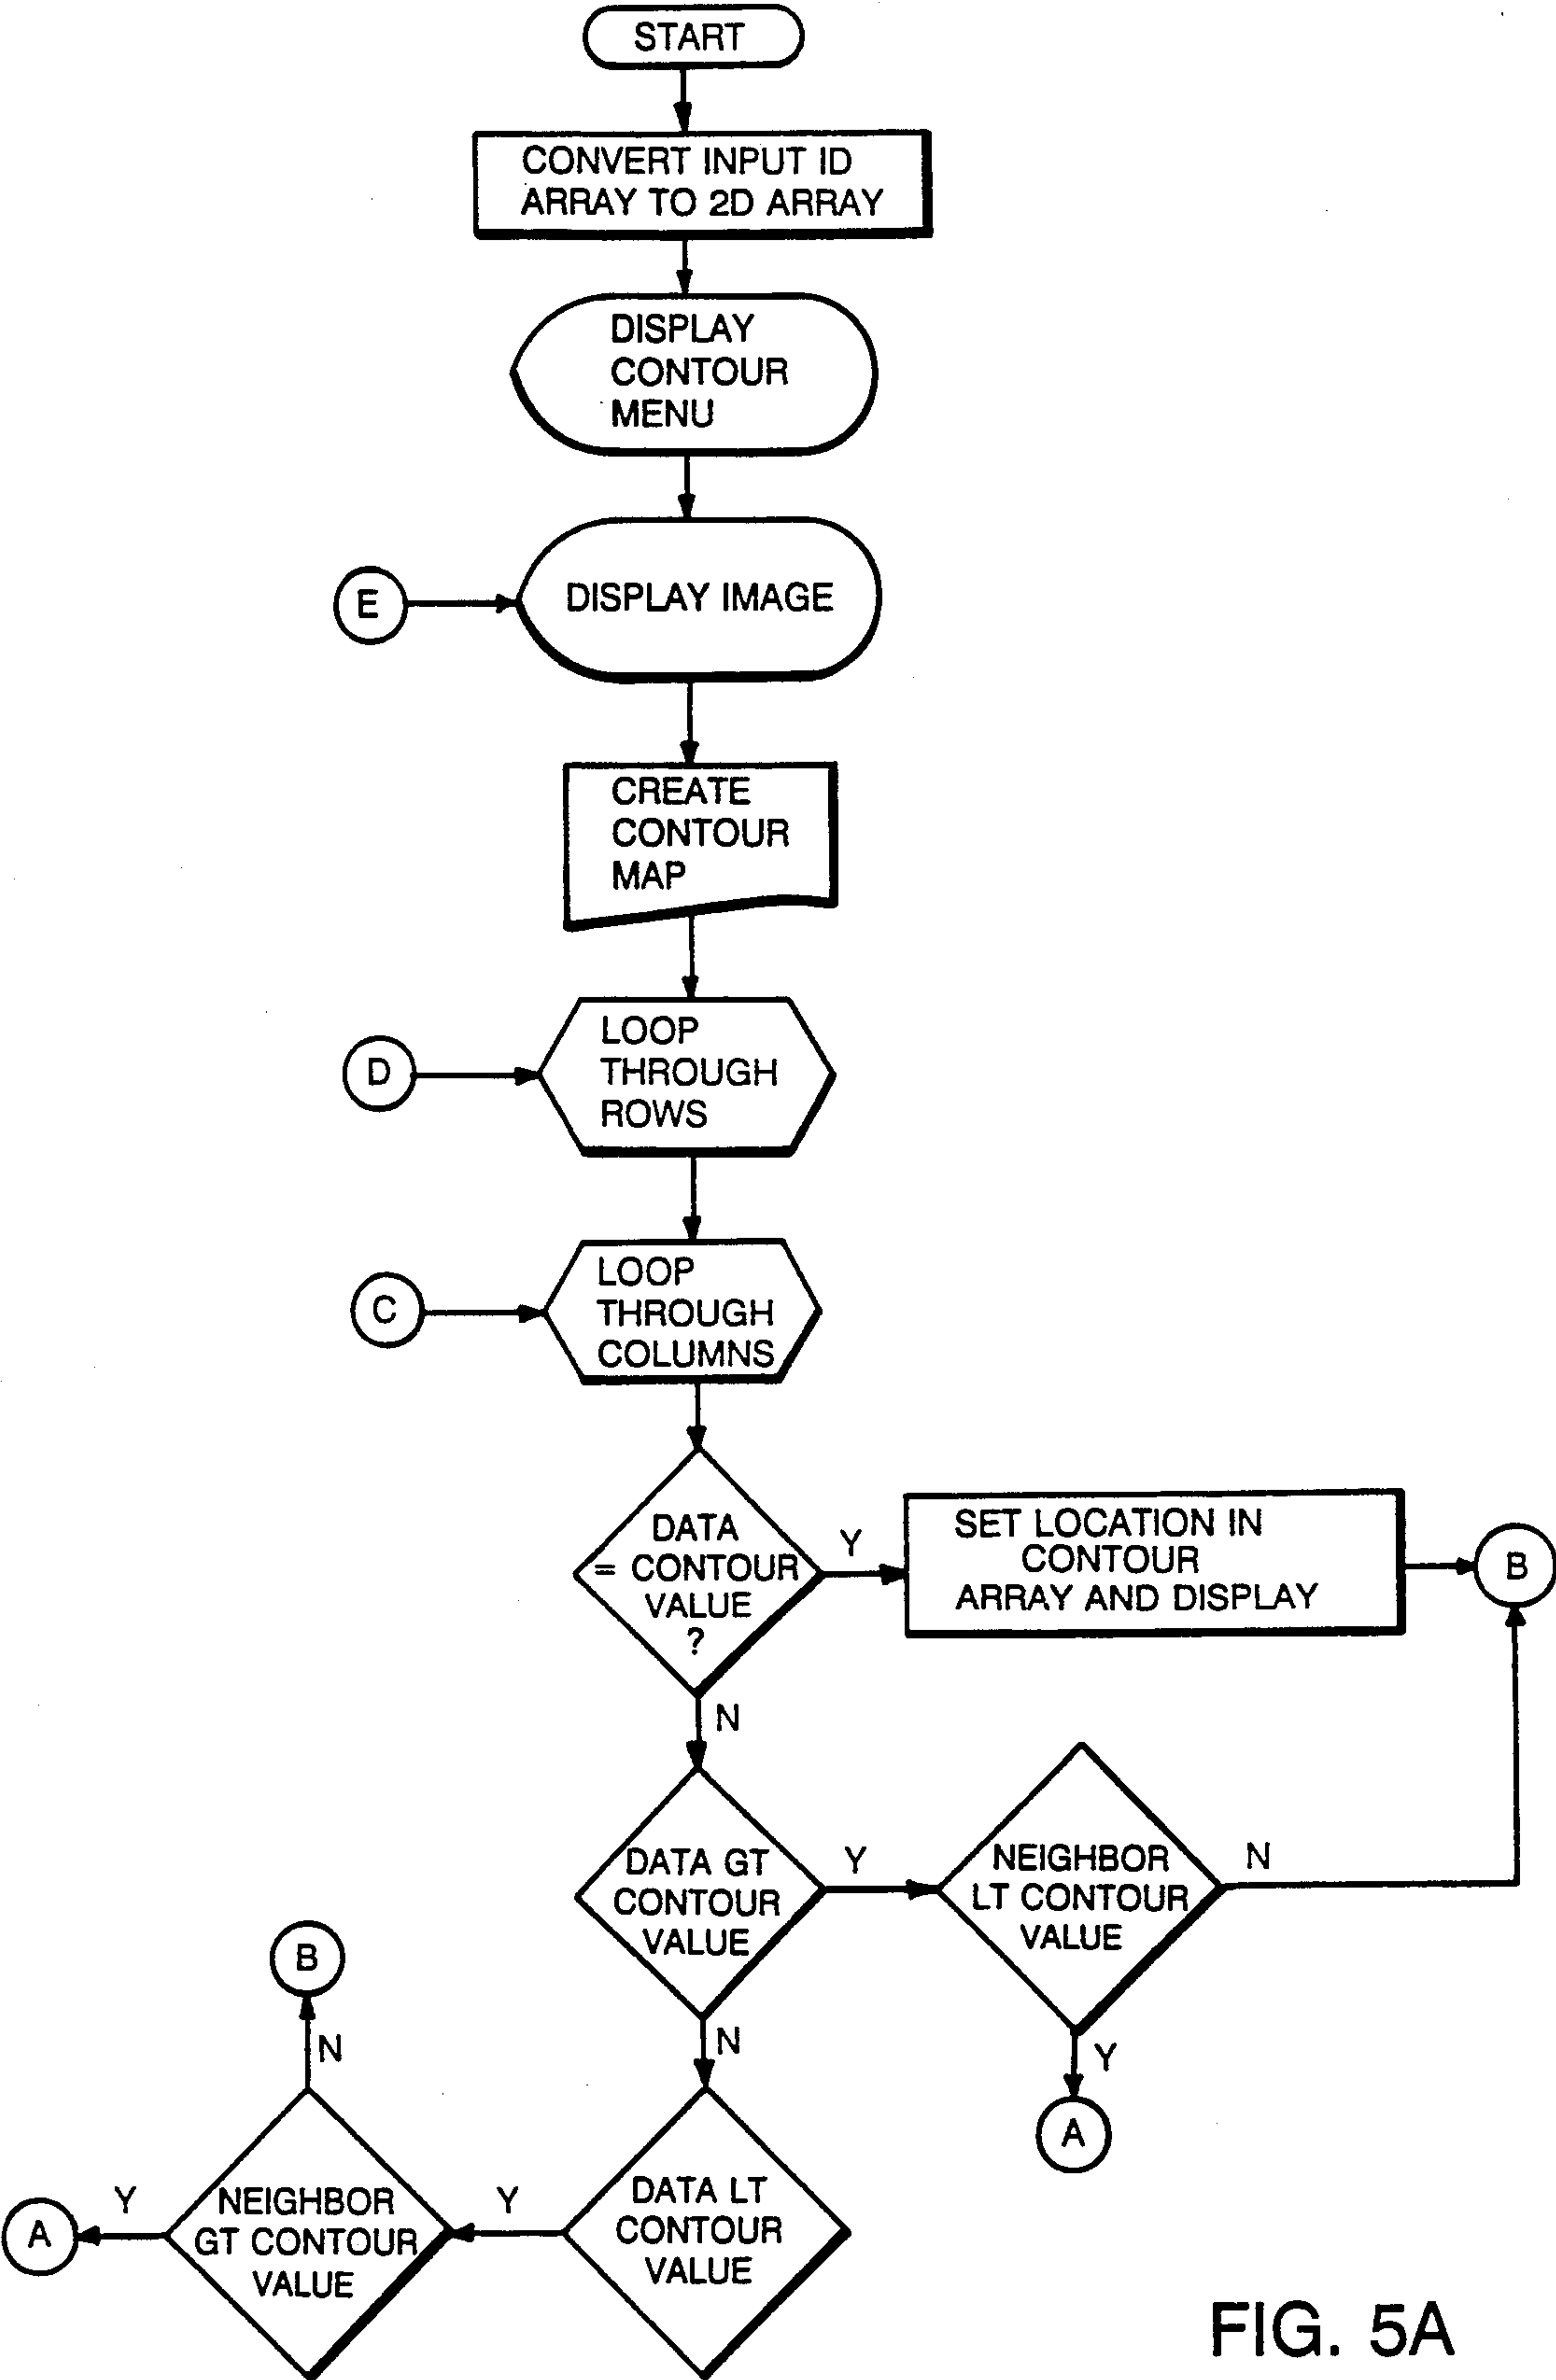 START
CONVERT INPUT ID
ARRAY TO 2D ARRAY
DISPLAY
CONTOUR
MENU
E
DISPLAY IMAGE
CREATE
CONTOUR
MAP
D
LOOP
THROUGH
ROWS
C
LOOP
THROUGH
COLUMNS
DATA
= CONTOUR
VALUE
?
Y
SET LOCATION IN
CONTOUR
ARRAY AND DISPLAY
B
N
DATA GT
CONTOUR
VALUE
Y
NEIGHBOR
LT CONTOUR
VALUE
N
Y
A
N
DATA LT
CONTOUR
VALUE
Y
NEIGHBOR
GT CONTOUR
VALUE
N
B
Y
A
FIG. 5A